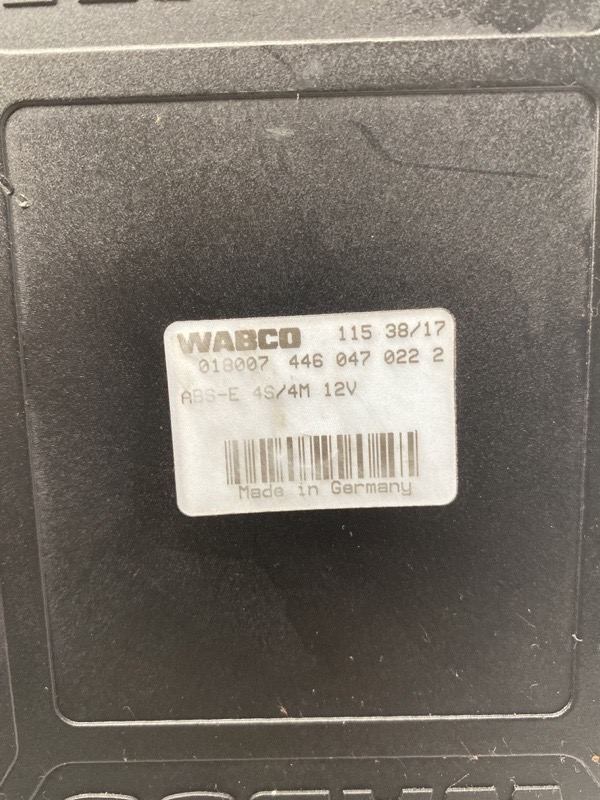 WABCO 115 38/17
018007 446 047 022 2
ABS-E 4S/4M 12V
Made in Germany